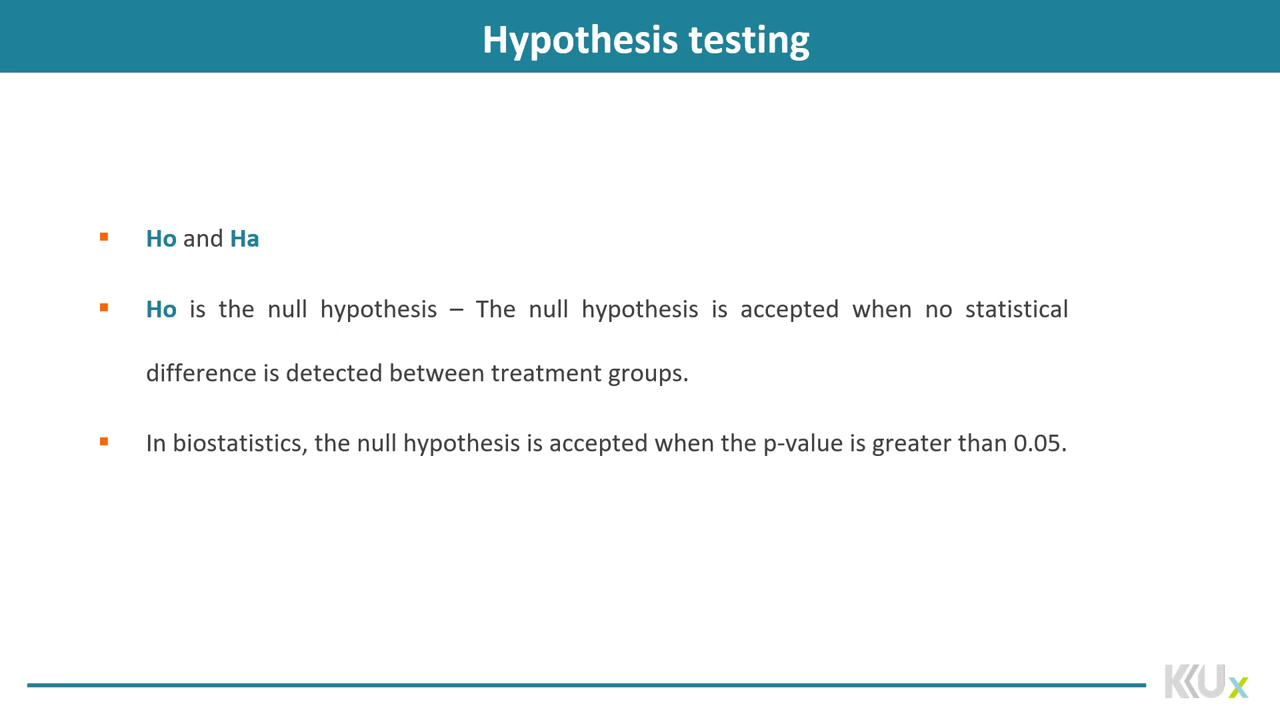 Hypothesis testing
▪ Ho and Ha
▪ Ho is the null hypothesis – The null hypothesis is accepted when no statistical
difference is detected between treatment groups.
▪ In biostatistics, the null hypothesis is accepted when the p-value is greater than 0.05.
KKUx